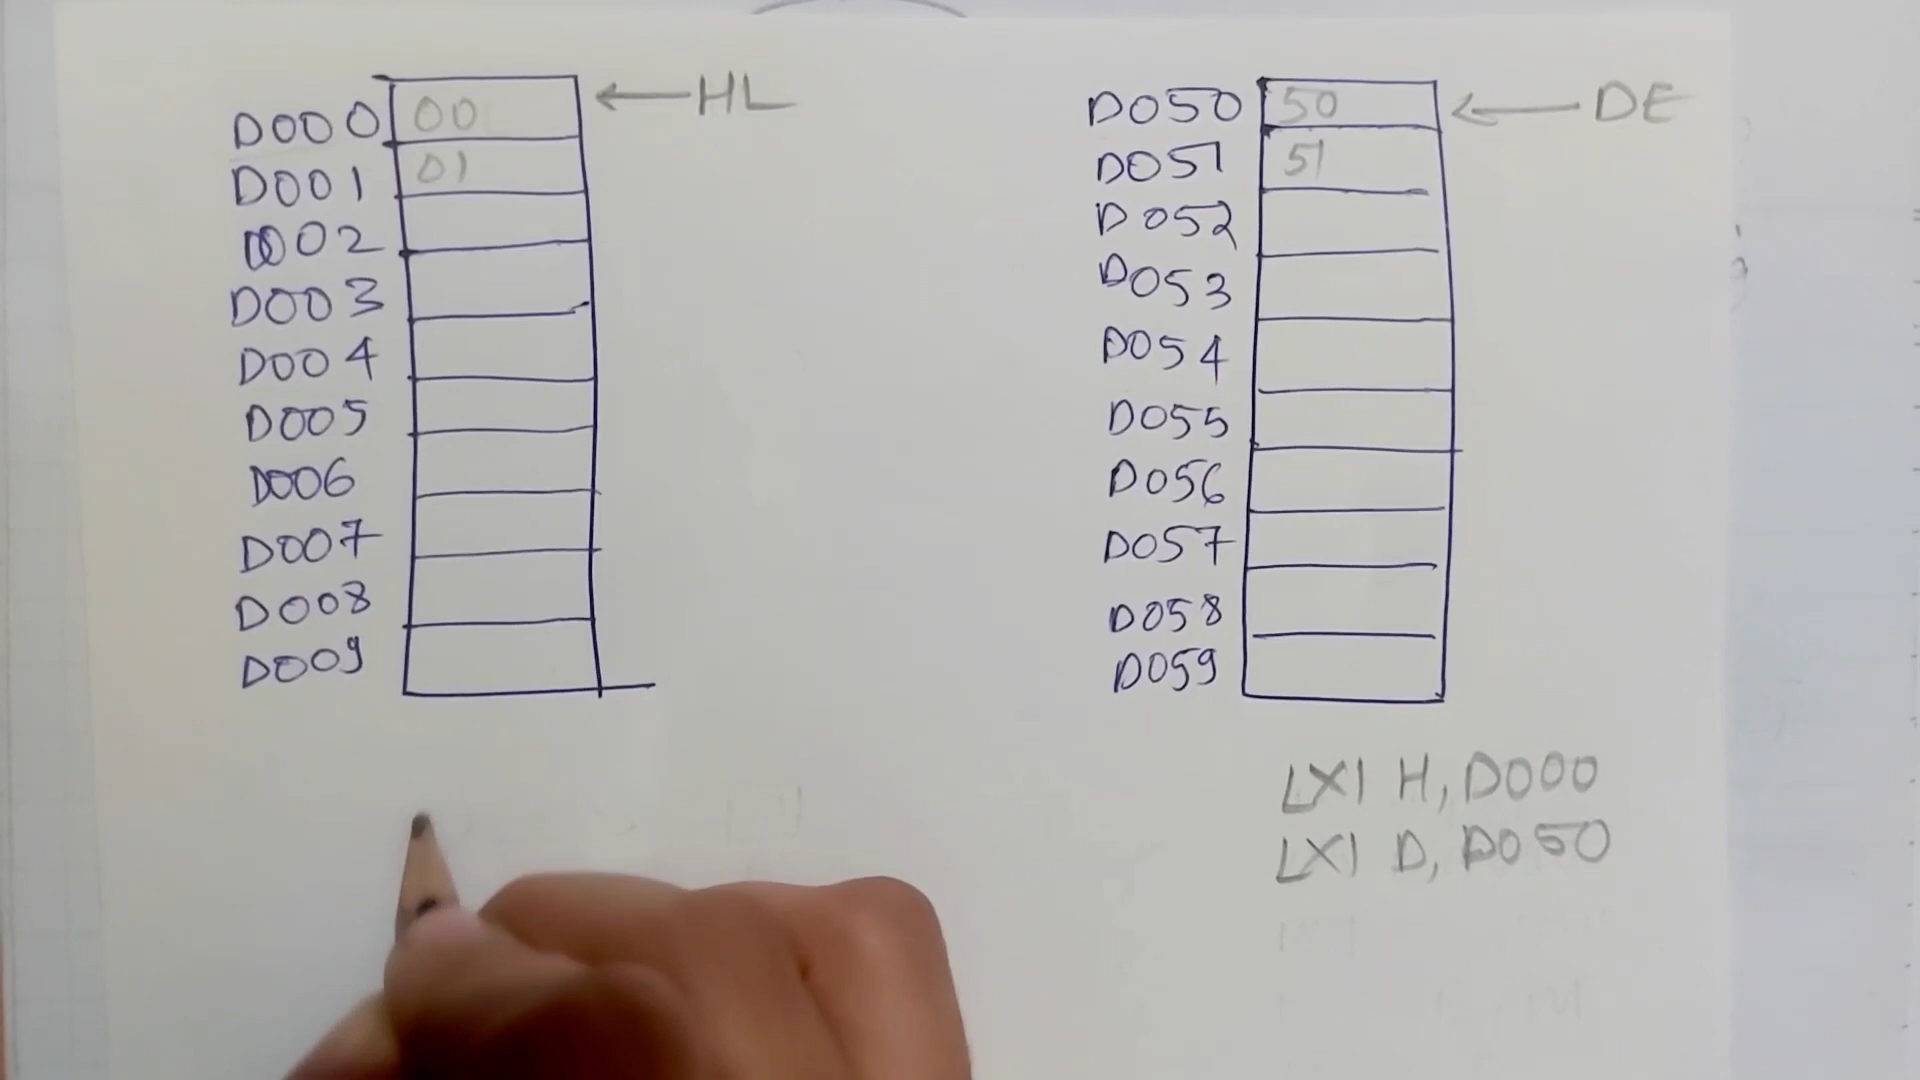 D000 00 ← HL
D001 01
D002
D003
D004
D005
D006
D007
D008
D009
D050 50 ← DE
D051 51
D052
D053
D054
D055
D056
D057
D058
D059
LXI H, D000
LXI D, D050